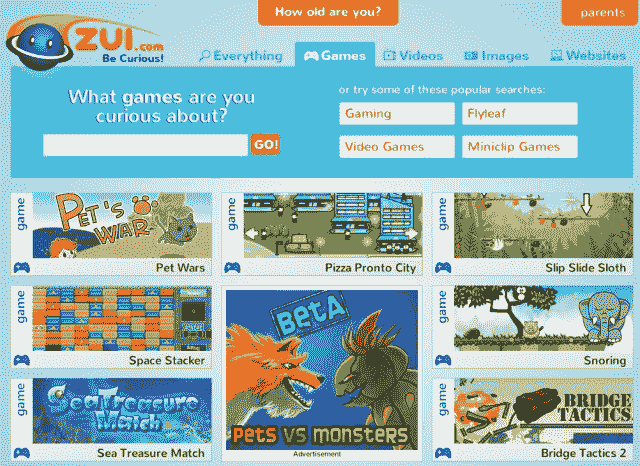 How old are you?
parents
ZUI.com
Be Curious!
Everything
Games
Videos
Images
Websites
What games are you
curious about?
GO!
or try some of these popular searches:
Gaming
Flyleaf
Video Games
Miniclip Games
game
PET'S
WAR
Pet Wars
game
Pizza Pronto City
game
Slip Slide Sloth
game
Space Stacker
BETA
PETS VS MONSTERS
Advertisement
game
Snoring
game
Sea Treasure
Match
Sea Treasure Match
game
BRIDGE
TACTICS
Bridge Tactics 2